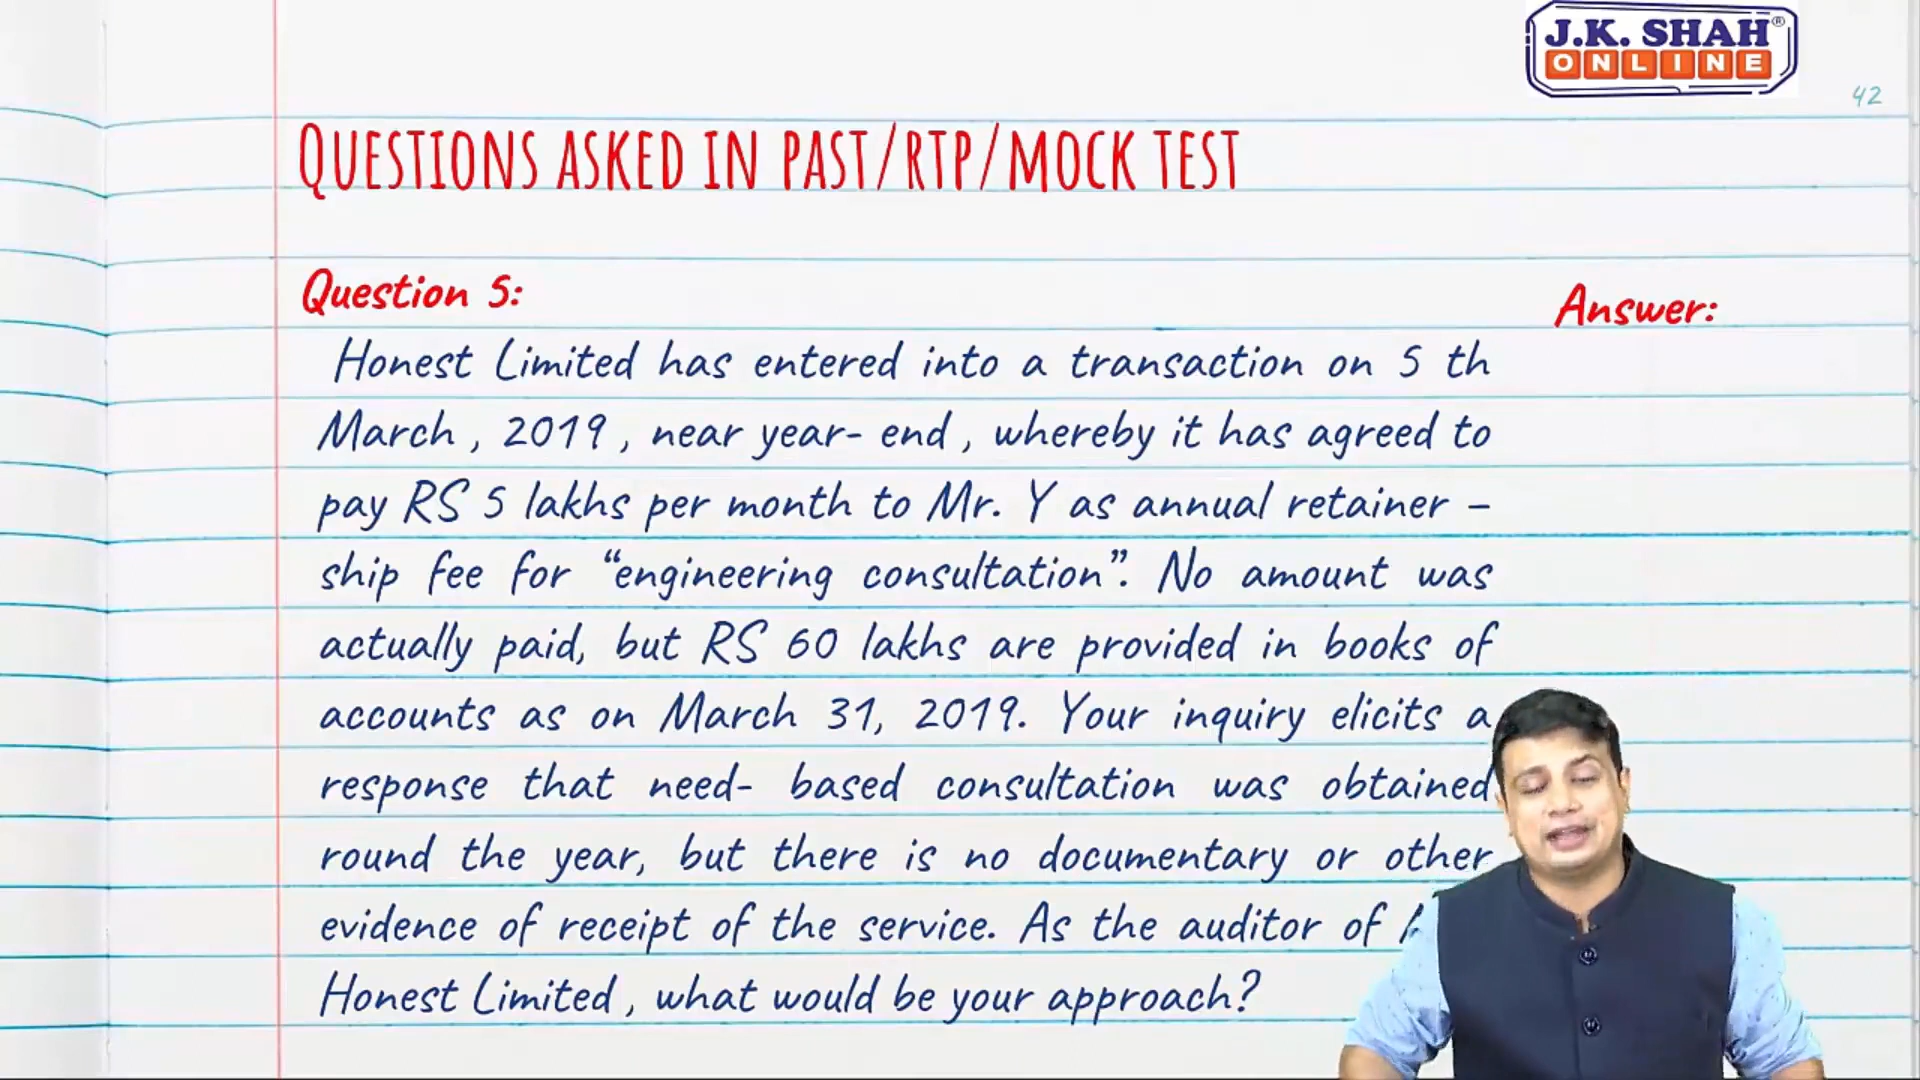 J.K. SHAH®
ONLINE
42
QUESTIONS ASKED IN PAST/RTP/MOCK TEST
Question 5:
Answer:
Honest Limited has entered into a transaction on 5 th
March , 2019 , near year- end , whereby it has agreed to
pay RS 5 lakhs per month to Mr. Y as annual retainer –
ship fee for “engineering consultation”. No amount was
actually paid, but RS 60 lakhs are provided in books of
accounts as on March 31, 2019. Your inquiry elicits a
response that need- based consultation was obtained
round the year, but there is no documentary or other
evidence of receipt of the service. As the auditor of
Honest Limited , what would be your approach?